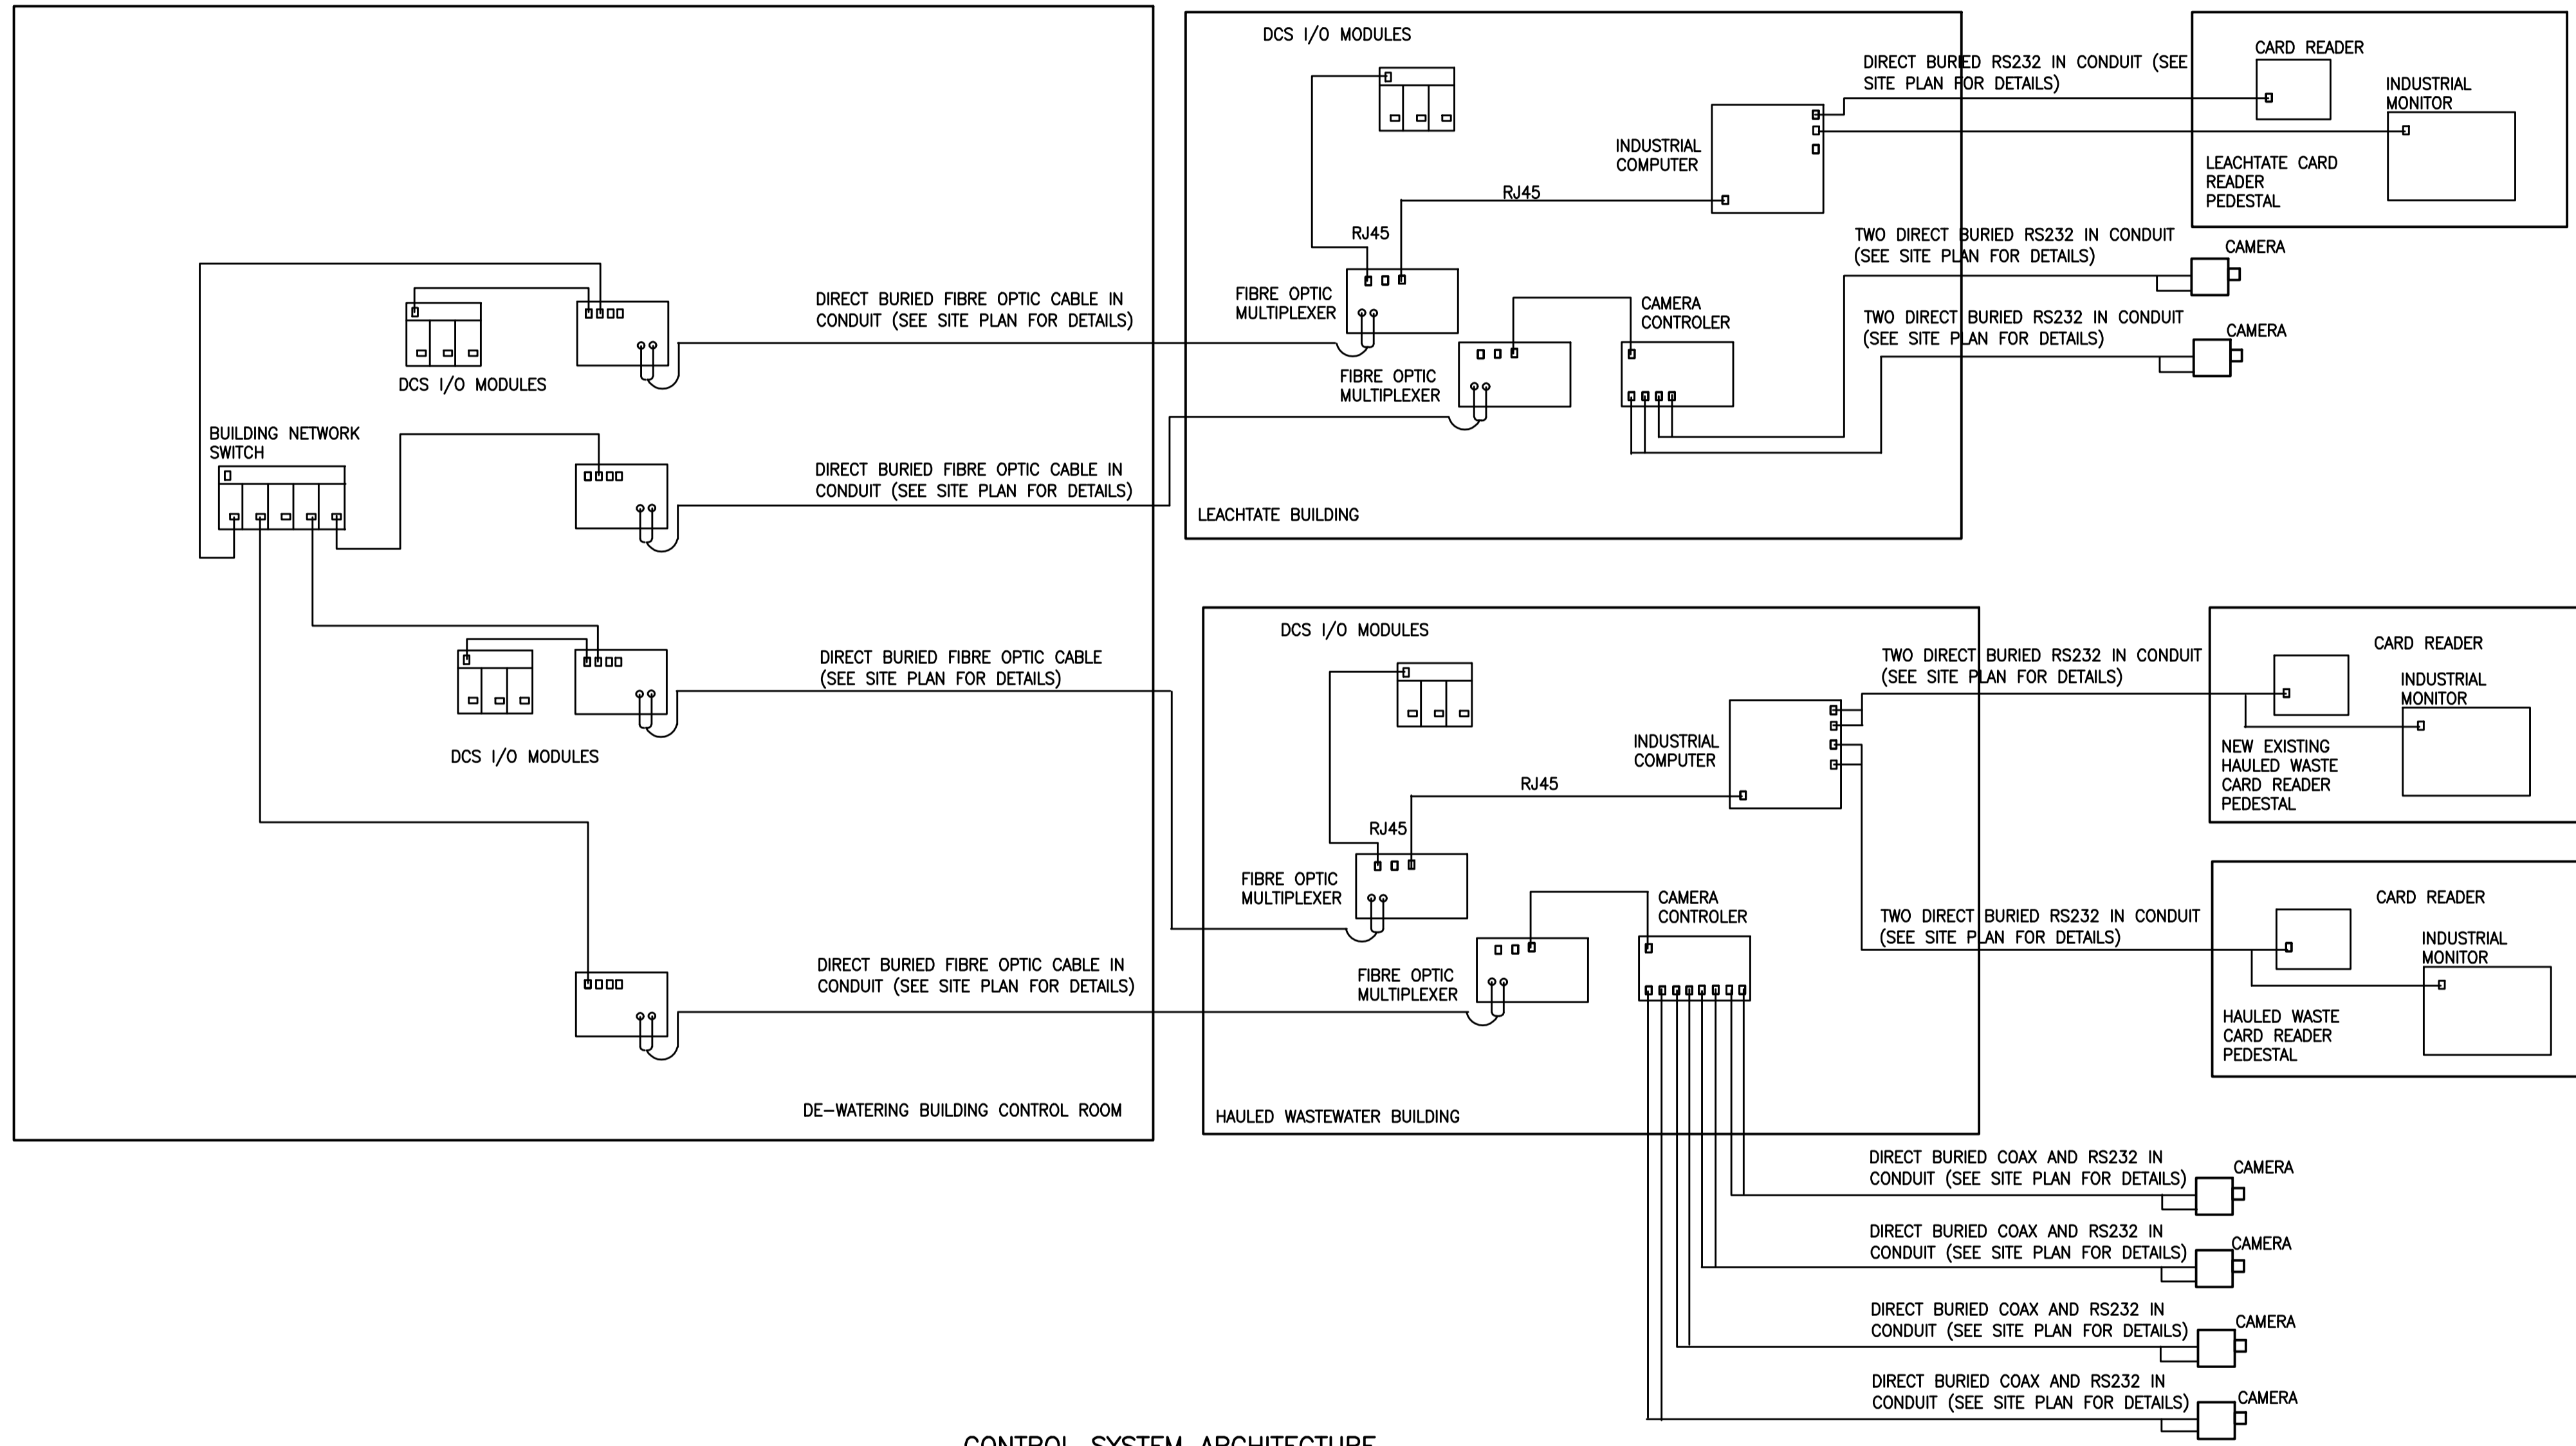 DCS I/O MODULES
BUILDING NETWORK
SWITCH
DCS I/O MODULES
DIRECT BURIED FIBRE OPTIC CABLE IN
CONDUIT (SEE SITE PLAN FOR DETAILS)
DIRECT BURIED FIBRE OPTIC CABLE IN
CONDUIT (SEE SITE PLAN FOR DETAILS)
DIRECT BURIED FIBRE OPTIC CABLE
(SEE SITE PLAN FOR DETAILS)
DIRECT BURIED FIBRE OPTIC CABLE IN
CONDUIT (SEE SITE PLAN FOR DETAILS)
DE-WATERING BUILDING CONTROL ROOM
DCS I/O MODULES
INDUSTRIAL
COMPUTER
RJ45
RJ45
FIBRE OPTIC
MULTIPLEXER
CAMERA
CONTROLER
FIBRE OPTIC
MULTIPLEXER
LEACHTATE BUILDING
DIRECT BURIED RS232 IN CONDUIT (SEE
SITE PLAN FOR DETAILS)
CARD READER
INDUSTRIAL
MONITOR
LEACHTATE CARD
READER
PEDESTAL
TWO DIRECT BURIED RS232 IN CONDUIT
(SEE SITE PLAN FOR DETAILS)
CAMERA
TWO DIRECT BURIED RS232 IN CONDUIT
(SEE SITE PLAN FOR DETAILS)
CAMERA
DCS I/O MODULES
INDUSTRIAL
COMPUTER
RJ45
RJ45
FIBRE OPTIC
MULTIPLEXER
CAMERA
CONTROLER
FIBRE OPTIC
MULTIPLEXER
HAULED WASTEWATER BUILDING
TWO DIRECT BURIED RS232 IN CONDUIT
(SEE SITE PLAN FOR DETAILS)
CARD READER
INDUSTRIAL
MONITOR
NEW EXISTING
HAULED WASTE
CARD READER
PEDESTAL
TWO DIRECT BURIED RS232 IN CONDUIT
(SEE SITE PLAN FOR DETAILS)
CARD READER
INDUSTRIAL
MONITOR
HAULED WASTE
CARD READER
PEDESTAL
DIRECT BURIED COAX AND RS232 IN
CONDUIT (SEE SITE PLAN FOR DETAILS)
CAMERA
DIRECT BURIED COAX AND RS232 IN
CONDUIT (SEE SITE PLAN FOR DETAILS)
CAMERA
DIRECT BURIED COAX AND RS232 IN
CONDUIT (SEE SITE PLAN FOR DETAILS)
CAMERA
DIRECT BURIED COAX AND RS232 IN
CONDUIT (SEE SITE PLAN FOR DETAILS)
CAMERA
CONTROL SYSTEM ARCHITECTURE